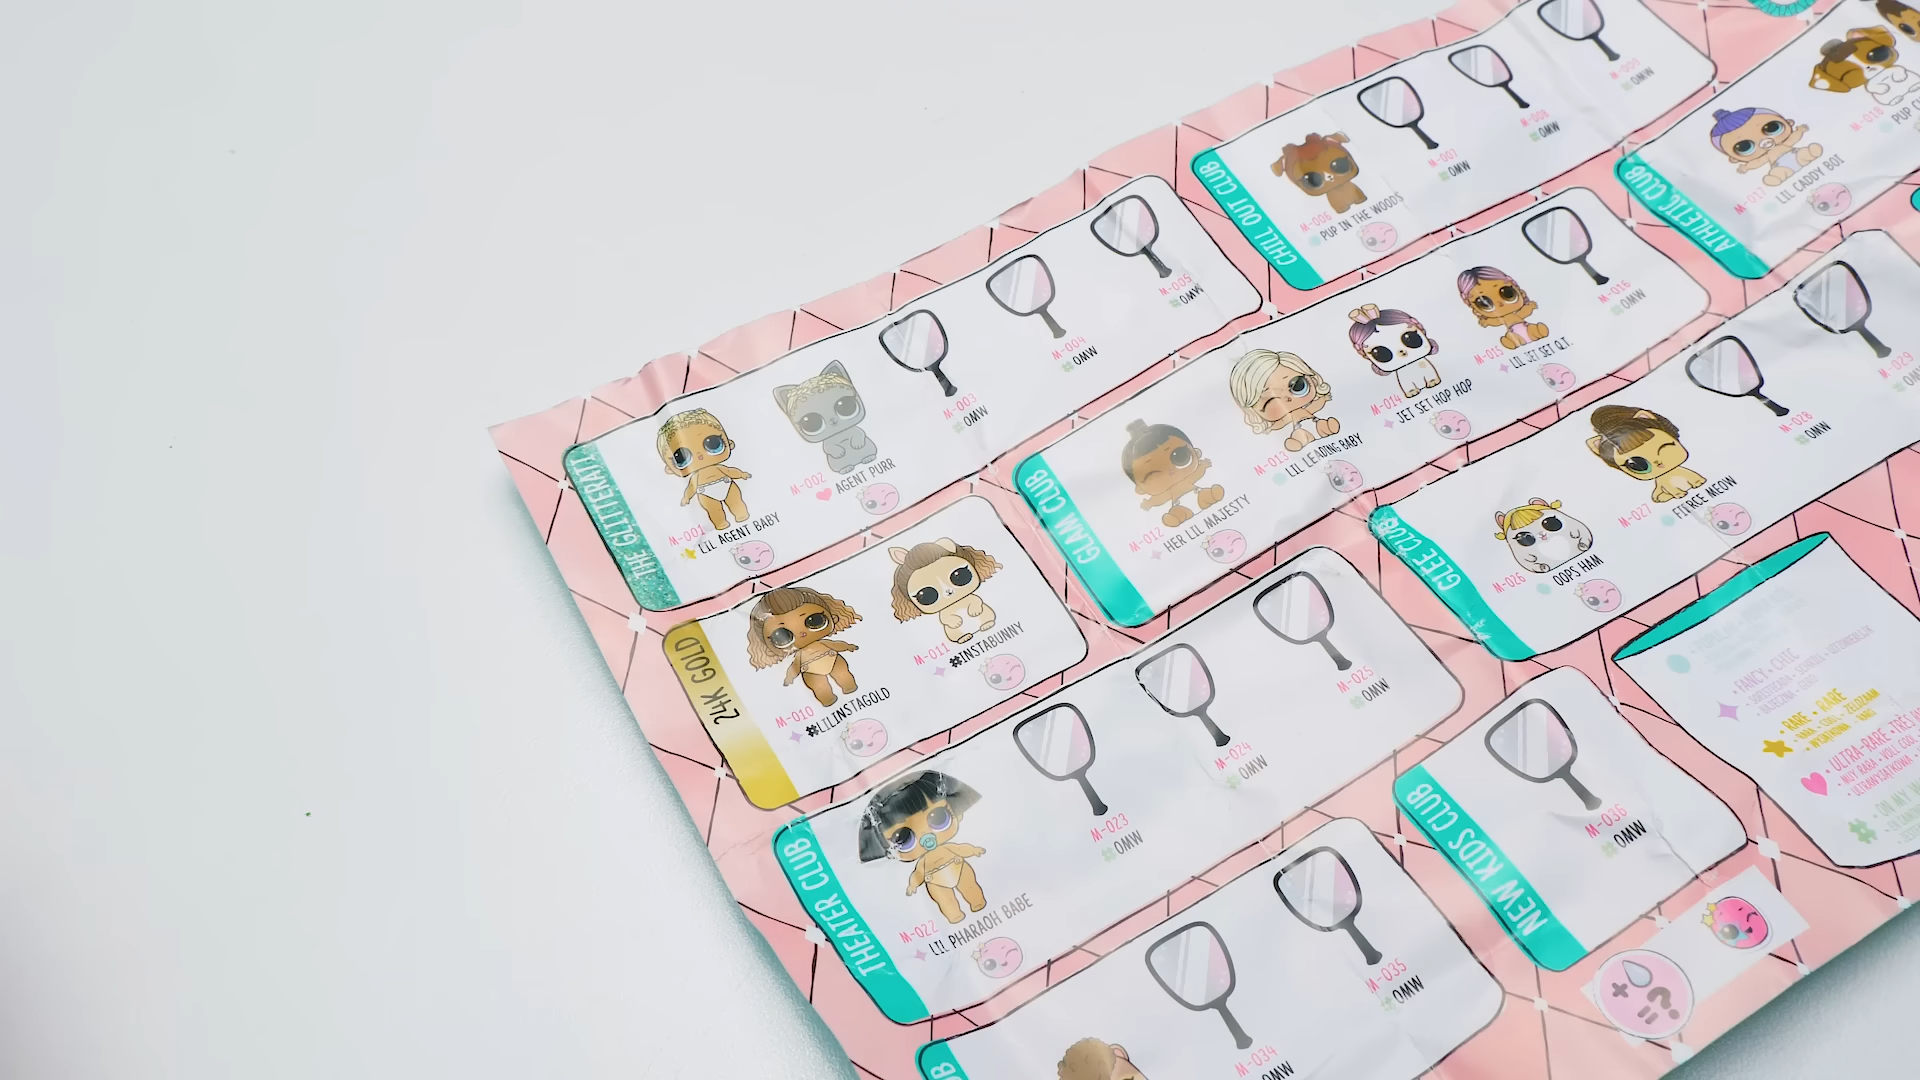 THE GLITTERATI
M-001
LIL AGENT BABY
M-002
AGENT PURR
M-003
OMW
M-004
OMW
M-005
OMW
CHILL OUT CLUB
M-006
PUP IN THE WOODS
M-007
OMW
M-008
OMW
M-009
OMW
24K GOLD
M-010
#LILINSTAGOLD
M-011
#INSTABUNNY
GLAM CLUB
M-012
HER LIL MAJESTY
M-013
LIL LEADING BABY
M-014
JET SET HOP HOP
M-015
LIL JET SET Q.T.
M-016
OMW
ATHLETIC CLUB
M-017
LIL CADDY BOI
M-018
PUP
THEATER CLUB
M-022
LIL PHARAOH BABE
M-023
OMW
M-024
OMW
M-025
OMW
GLEE CLUB
M-026
OOPS HAM
M-027
FIERCE MEOW
M-028
OMW
M-029
M-034
OMW
M-035
OMW
NEW KIDS CLUB
M-036
OMW
• FANCY • CHIC
• RARE • RARE
• ULTRA-RARE
+
=
?